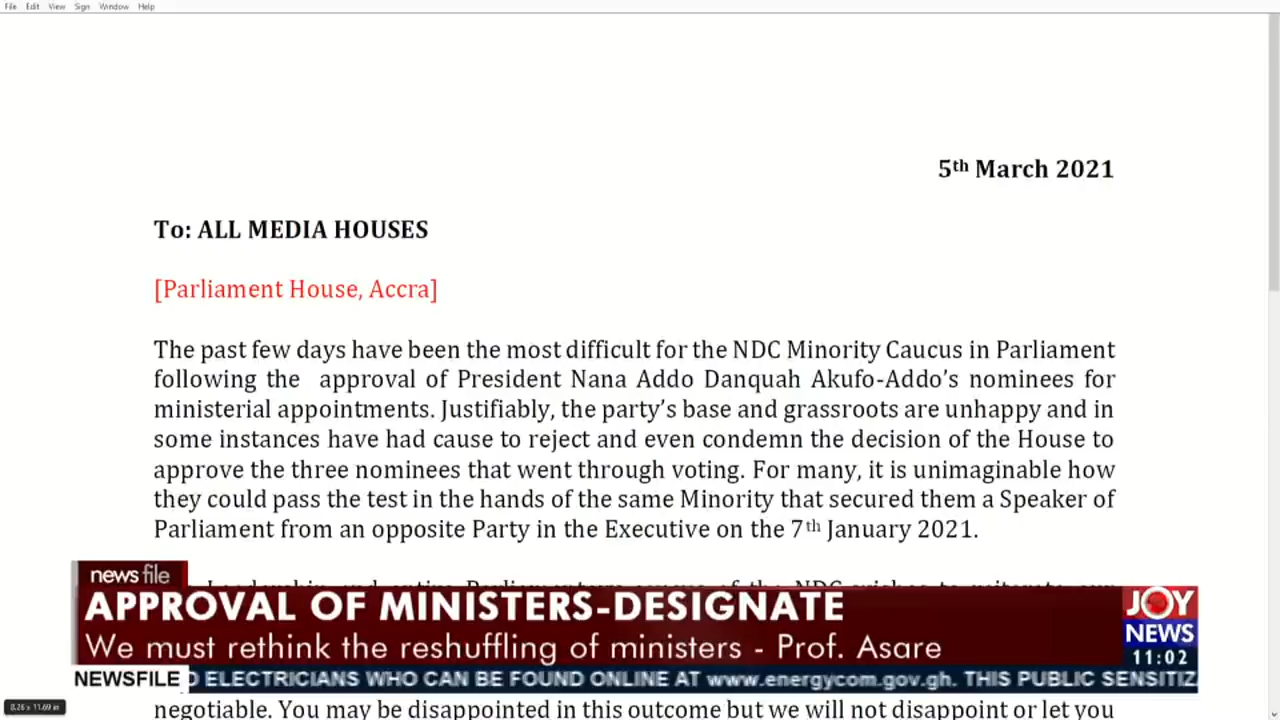 File Edit View Sign Window Help
5th March 2021
To: ALL MEDIA HOUSES
[Parliament House, Accra]
The past few days have been the most difficult for the NDC Minority Caucus in Parliament
following the approval of President Nana Addo Danquah Akufo-Addo's nominees for
ministerial appointments. Justifiably, the party's base and grassroots are unhappy and in
some instances have had cause to reject and even condemn the decision of the House to
approve the three nominees that went through voting. For many, it is unimaginable how
they could pass the test in the hands of the same Minority that secured them a Speaker of
Parliament from an opposite Party in the Executive on the 7th January 2021.
newsfile
APPROVAL OF MINISTERS-DESIGNATE
We must rethink the reshuffling of ministers - Prof. Asare
JOY
NEWS
11:02
NEWSFILE
ELECTRICIANS WHO CAN BE FOUND ONLINE AT www.energycom.gov.gh. THIS PUBLIC SENSITIZ
8.26 x 11.69 in
negotiable. You may be disappointed in this outcome but we will not disappoint or let you